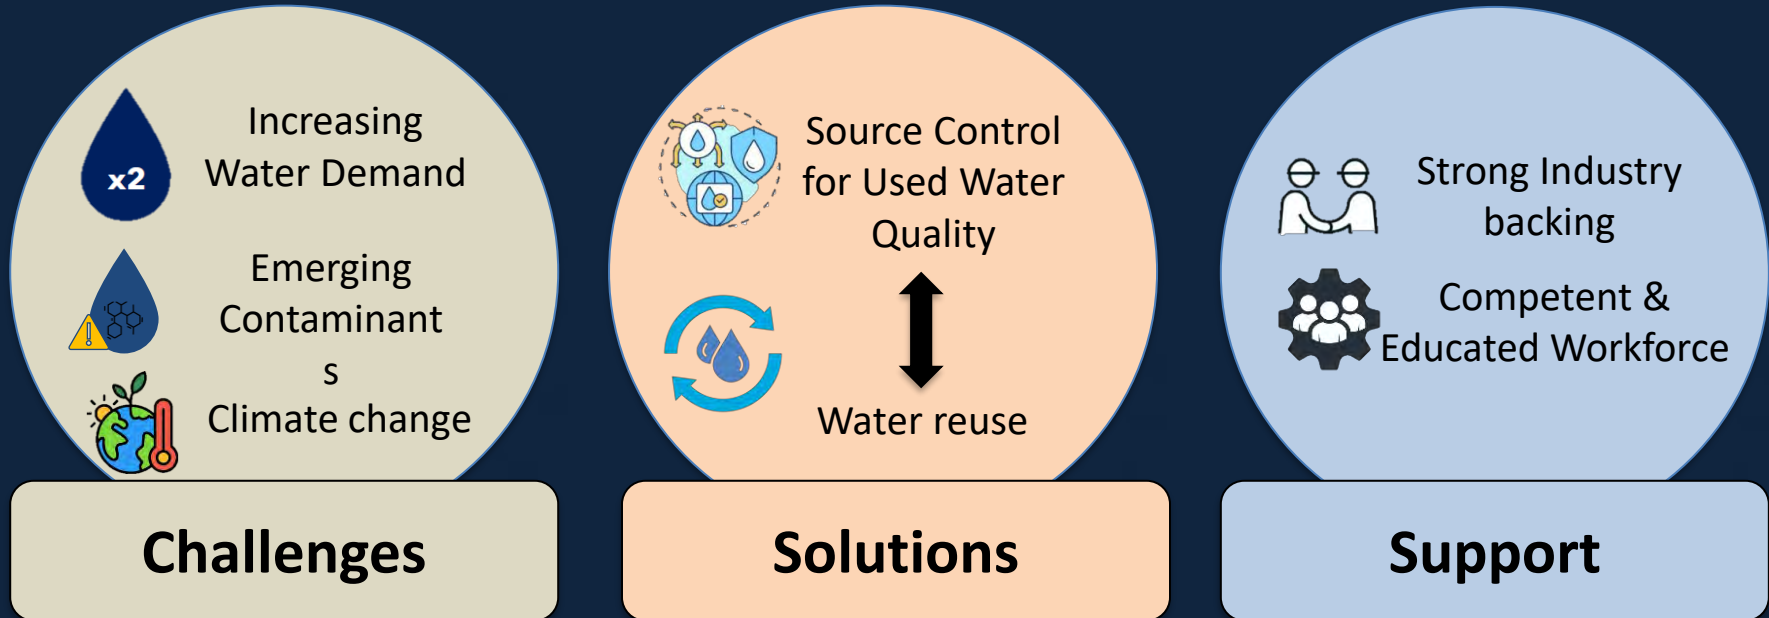 Increasing
Water Demand
x2
Emerging
Contaminant
s
Climate change
Challenges
Source Control
for Used Water
Quality
Water reuse
Solutions
Strong Industry
backing
Competent &
Educated Workforce
Support